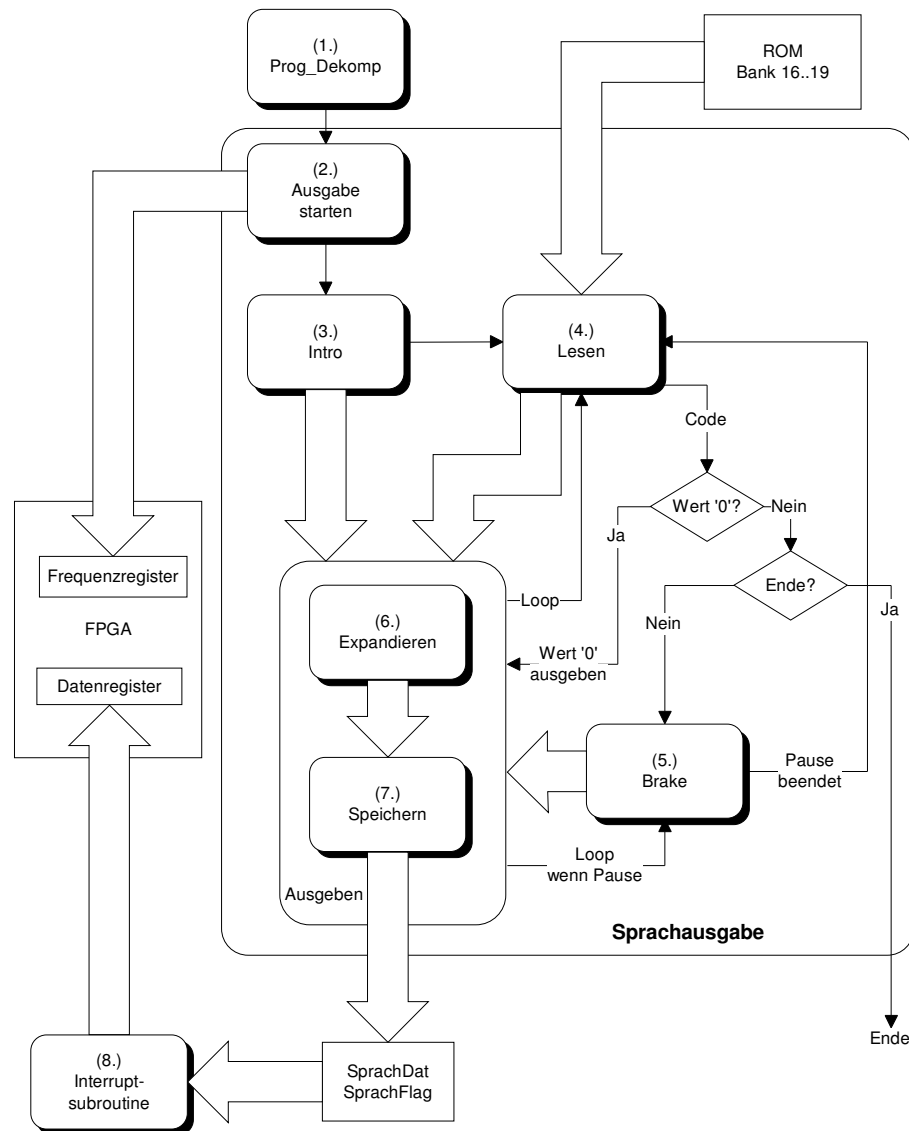 (1.)
Prog_Dekomp
ROM
Bank 16..19
(2.)
Ausgabe
starten
(3.)
Intro
(4.)
Lesen
Code
Wert '0'?
Nein
Ja
Ende?
Ja
Nein
Frequenzregister
FPGA
Datenregister
(6.)
Expandieren
Loop
Wert '0'
ausgeben
(7.)
Speichern
(5.)
Brake
Pause
beendet
Loop
wenn Pause
Ausgeben
Sprachausgabe
Ende
(8.)
Interrupt-
subroutine
SprachDat
SprachFlag